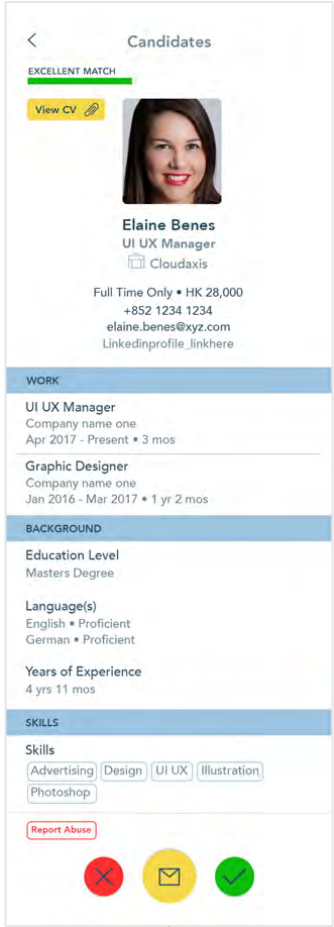 Candidates
EXCELLENT MATCH
View CV
Elaine Benes
UI UX Manager
Cloudaxis
Full Time Only • HK 28,000
+852 1234 1234
elaine.benes@xyz.com
Linkedinprofile_linkhere
WORK
UI UX Manager
Company name one
Apr 2017 - Present • 3 mos
Graphic Designer
Company name one
Jan 2016 - Mar 2017 • 1 yr 2 mos
BACKGROUND
Education Level
Masters Degree
Language(s)
English • Proficient
German • Proficient
Years of Experience
4 yrs 11 mos
SKILLS
Skills
Advertising Design UI UX Illustration
Photoshop
Report Abuse